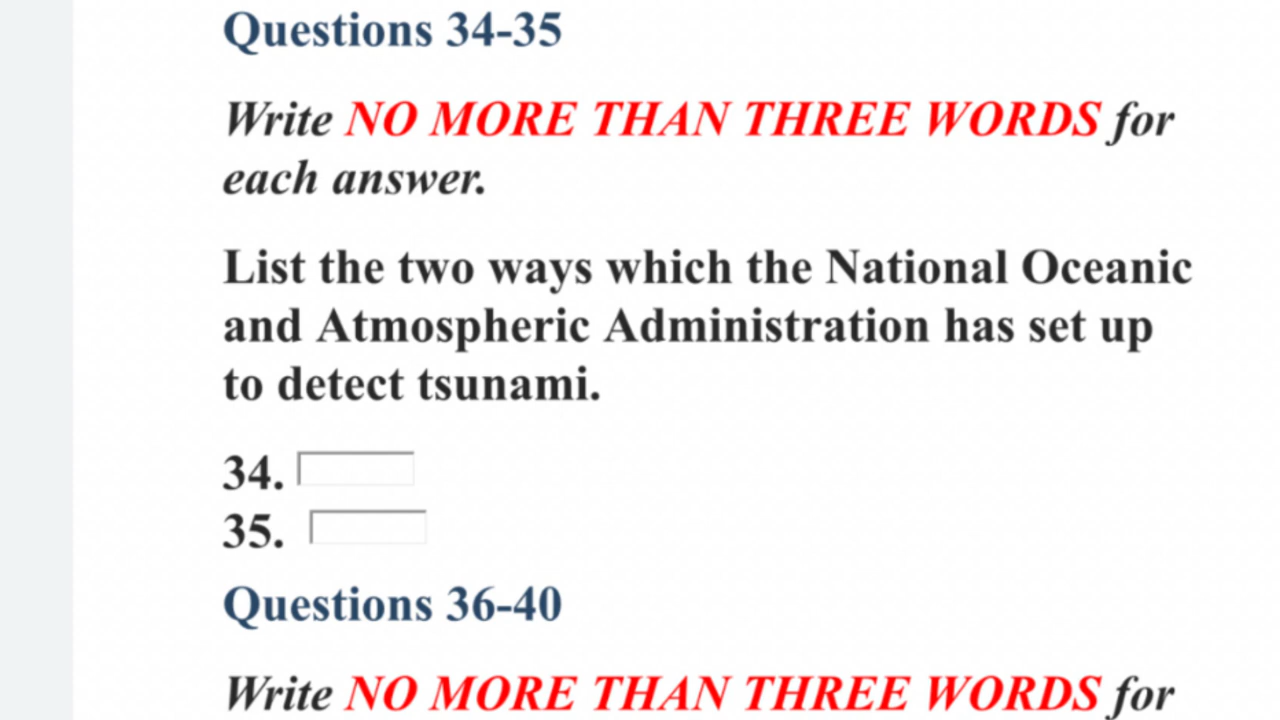 Questions 34-35
Write NO MORE THAN THREE WORDS for
each answer.
List the two ways which the National Oceanic
and Atmospheric Administration has set up
to detect tsunami.
34.
35.
Questions 36-40
Write NO MORE THAN THREE WORDS for